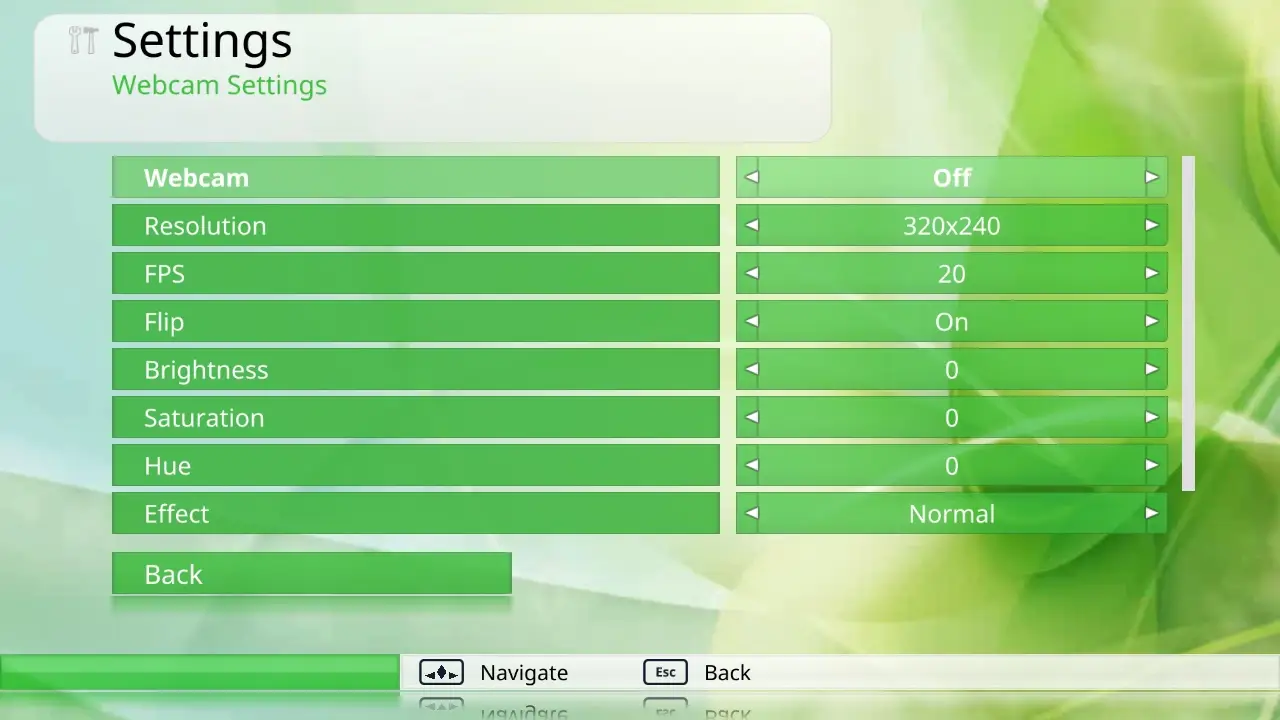 Settings
Webcam Settings
Webcam Off
Resolution 320x240
FPS 20
Flip On
Brightness 0
Saturation 0
Hue 0
Effect Normal
Back
Navigate Esc Back